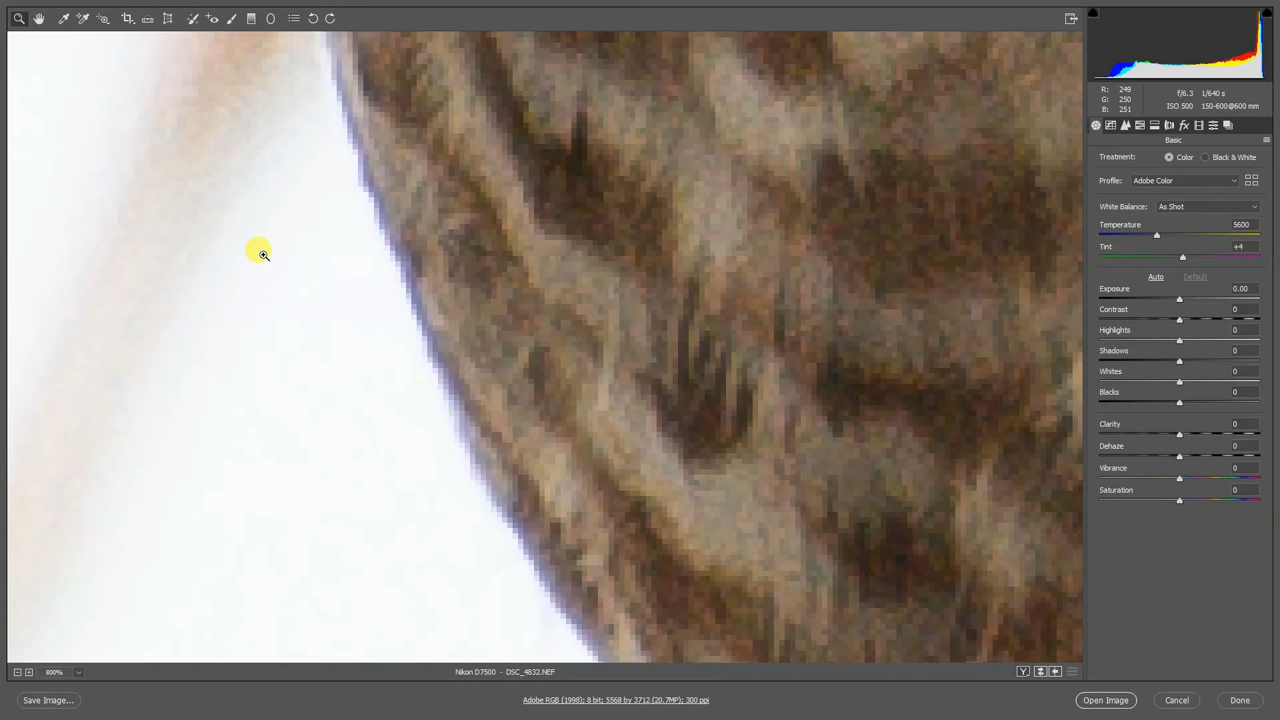 R: 249
G: 250
B: 251
f/6.3 1/640 s
ISO 500 150-600@600 mm
fx
Basic
Treatment: Color Black & White
Profile: Adobe Color
White Balance: As Shot
Temperature 5600
Tint +4
Auto Default
Exposure 0.00
Contrast 0
Highlights 0
Shadows 0
Whites 0
Blacks 0
Clarity 0
Dehaze 0
Vibrance 0
Saturation 0
800%
Nikon D7500 - DSC_4832.NEF
Y
Save Image...
Adobe RGB (1998); 8 bit; 5568 by 3712 (20.7MP); 300 ppi
Open Image
Cancel
Done